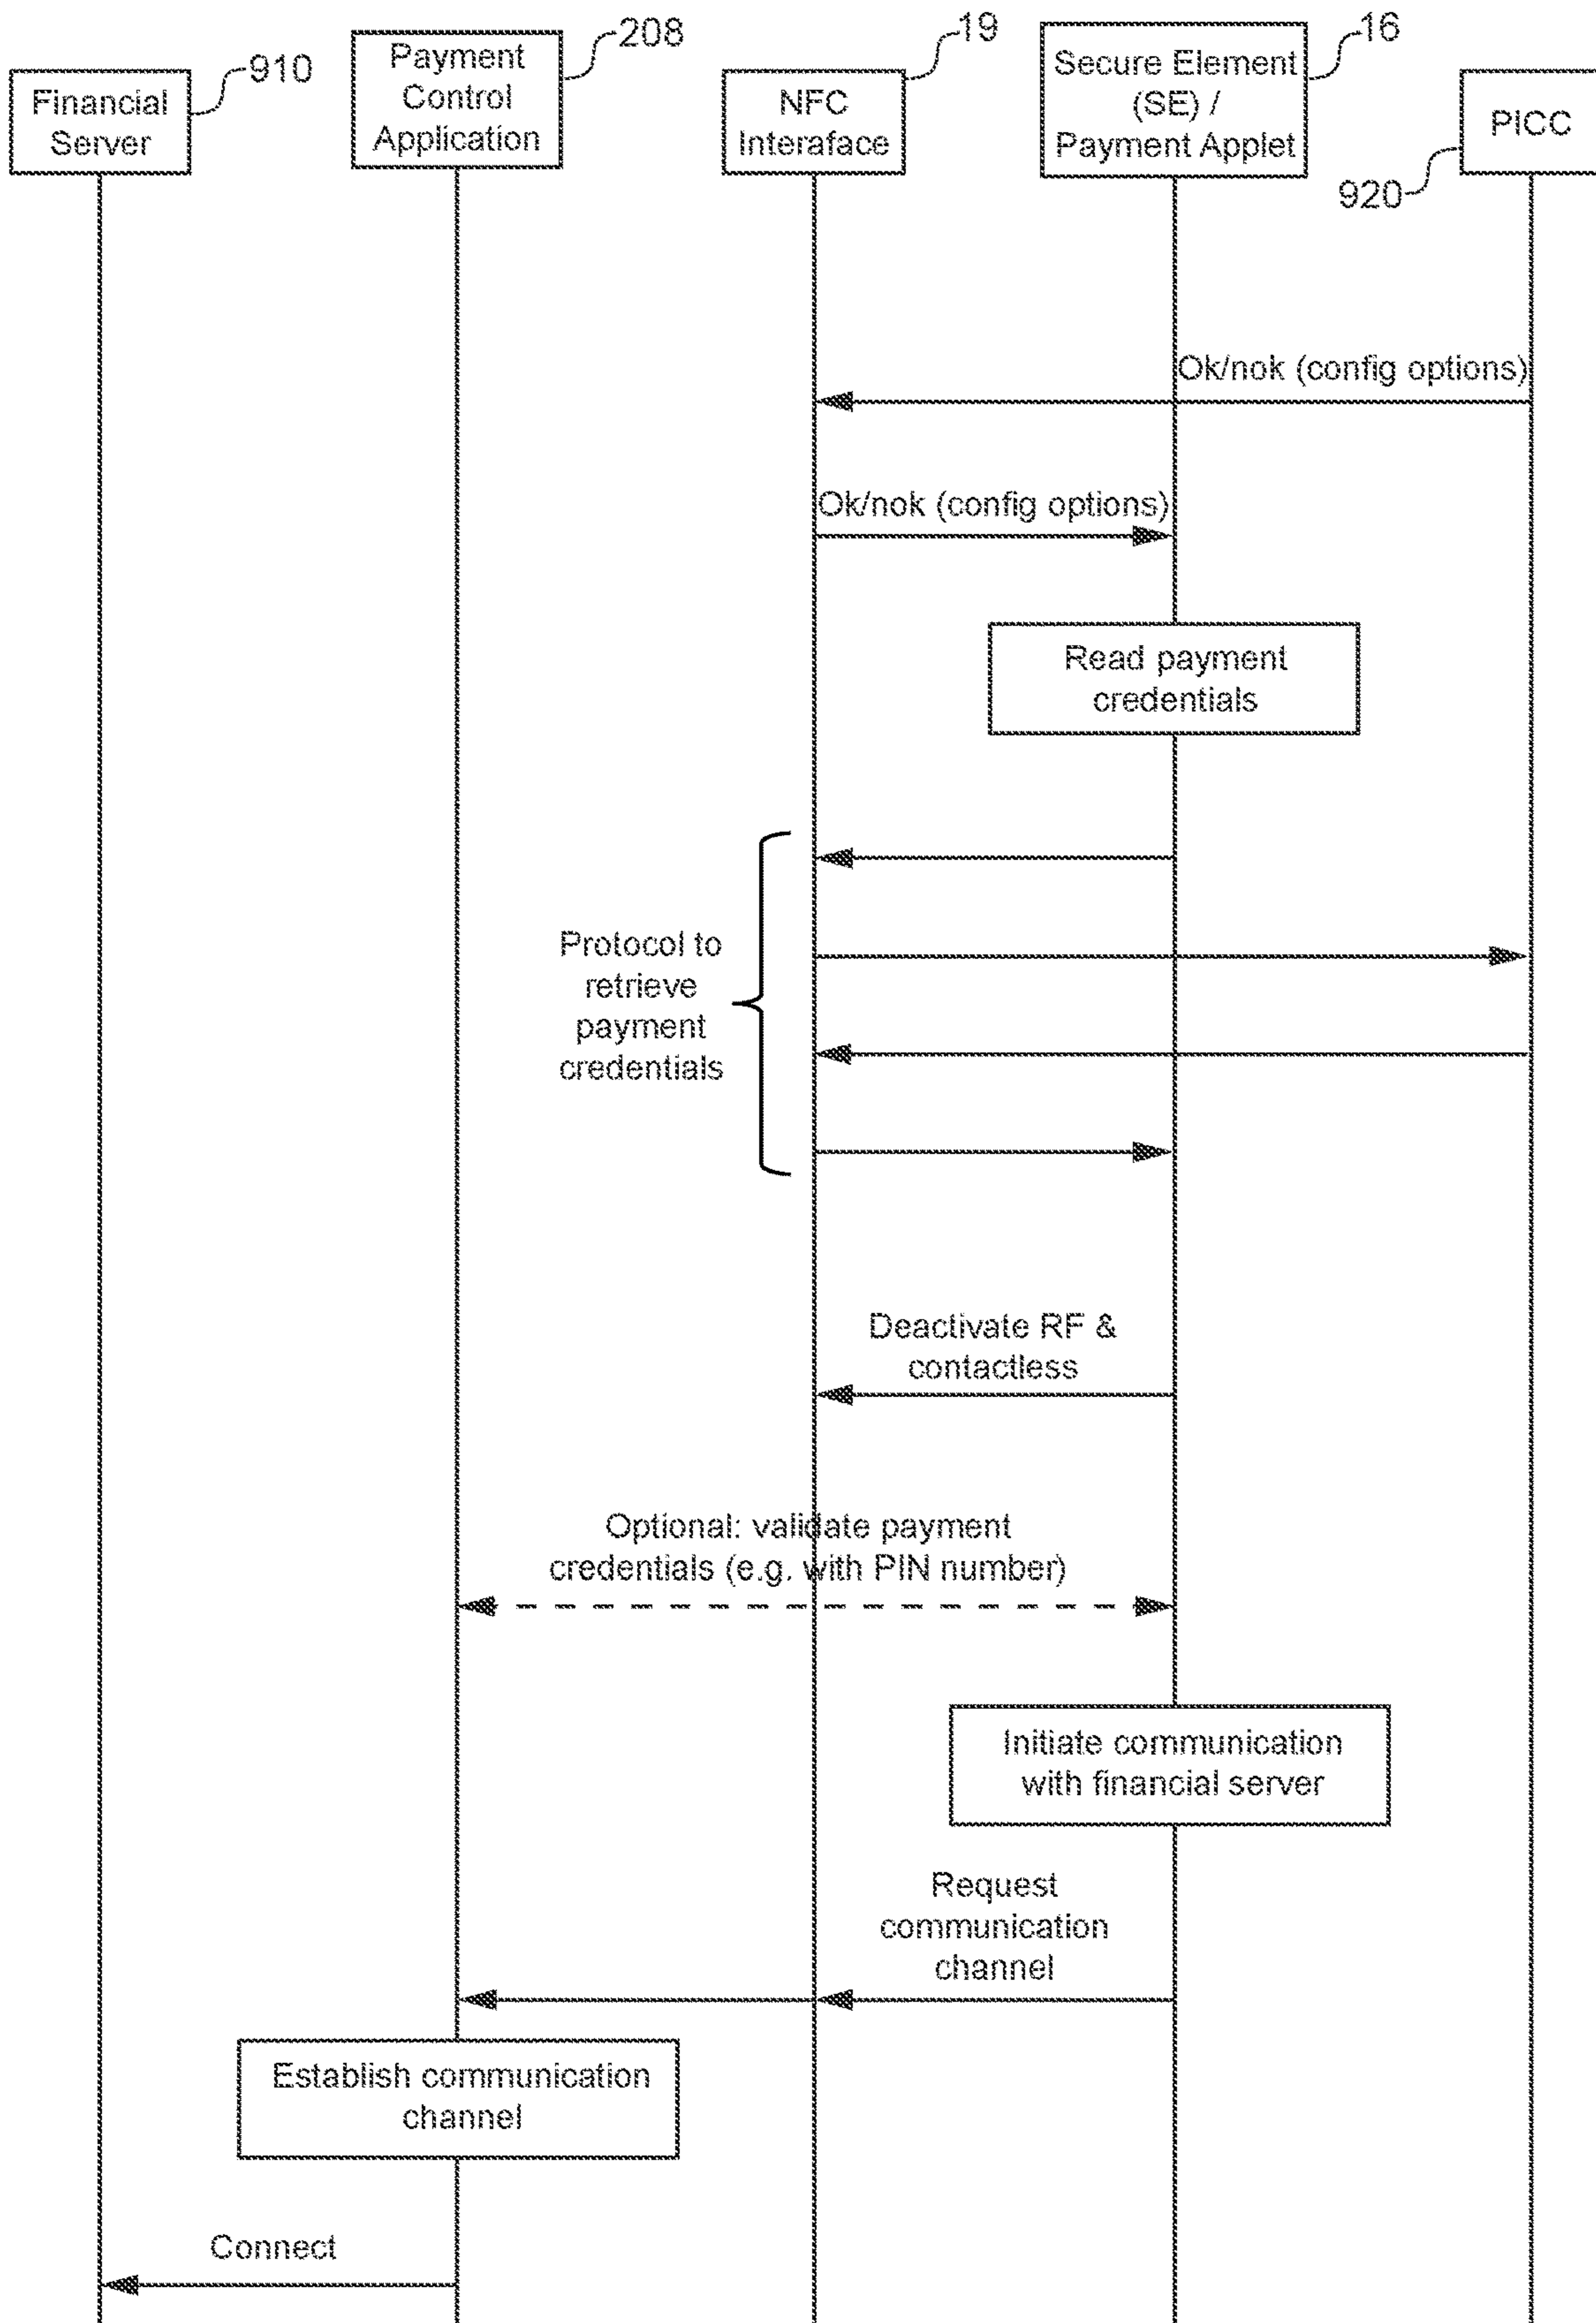 Financial
Server
910
Payment
Control
Application
208
NFC
Interaface
19
Secure Element
(SE) /
Payment Applet
16
PICC
920
Ok/nok (config options)
Ok/nok (config options)
Read payment
credentials
Protocol to
retrieve
payment
credentials
Deactivate RF &
contactless
Optional: validate payment
credentials (e.g. with PIN number)
Initiate communication
with financial server
Request
communication
channel
Establish communication
channel
Connect